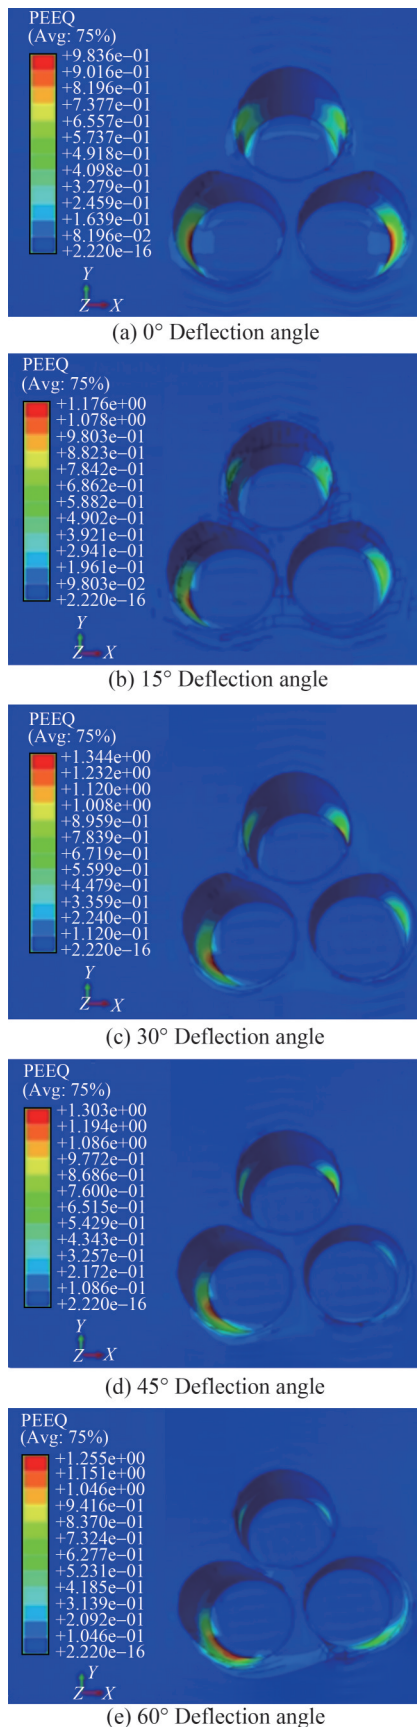 PEEQ
(Avg: 75%)
+9.836e−01
+9.016e−01
+8.196e−01
+7.377e−01
+6.557e−01
+5.737e−01
+4.918e−01
+4.098e−01
+3.279e−01
+2.459e−01
+1.639e−01
+8.196e−02
+2.220e−16
Y
Z X
(a) 0° Deflection angle
PEEQ
(Avg: 75%)
+1.176e+00
+1.078e+00
+9.803e−01
+8.823e−01
+7.842e−01
+6.862e−01
+5.882e−01
+4.902e−01
+3.921e−01
+2.941e−01
+1.961e−01
+9.803e−02
+2.220e−16
Y
Z X
(b) 15° Deflection angle
PEEQ
(Avg: 75%)
+1.344e+00
+1.232e+00
+1.120e+00
+1.008e+00
+8.959e−01
+7.839e−01
+6.719e−01
+5.599e−01
+4.479e−01
+3.359e−01
+2.240e−01
+1.120e−01
+2.220e−16
Y
Z X
(c) 30° Deflection angle
PEEQ
(Avg: 75%)
+1.303e+00
+1.194e+00
+1.086e+00
+9.772e−01
+8.686e−01
+7.600e−01
+6.515e−01
+5.429e−01
+4.343e−01
+3.257e−01
+2.172e−01
+1.086e−01
+2.220e−16
Y
Z X
(d) 45° Deflection angle
PEEQ
(Avg: 75%)
+1.255e+00
+1.151e+00
+1.046e+00
+9.416e−01
+8.370e−01
+7.324e−01
+6.277e−01
+5.231e−01
+4.185e−01
+3.139e−01
+2.092e−01
+1.046e−01
+2.220e−16
Y
Z X
(e) 60° Deflection angle